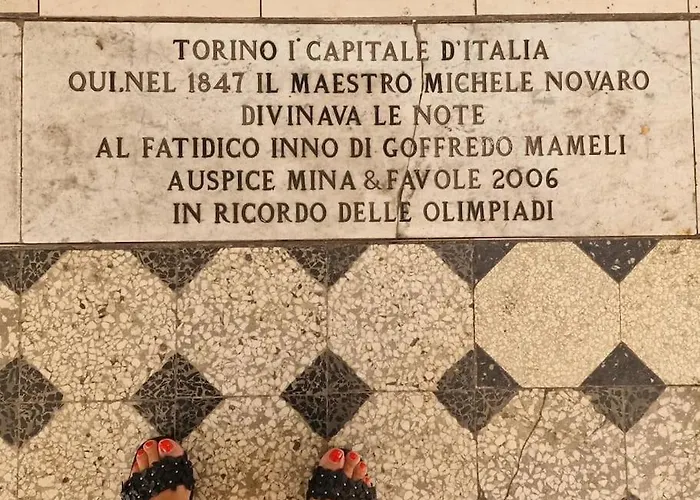 TORINO I° CAPITALE D'ITALIA
QUI.NEL 1847 IL MAESTRO MICHELE NOVARO
DIVINAVA LE NOTE
AL FATIDICO INNO DI GOFFREDO MAMELI
AUSPICE MINA & FAVOLE 2006
IN RICORDO DELLE OLIMPIADI